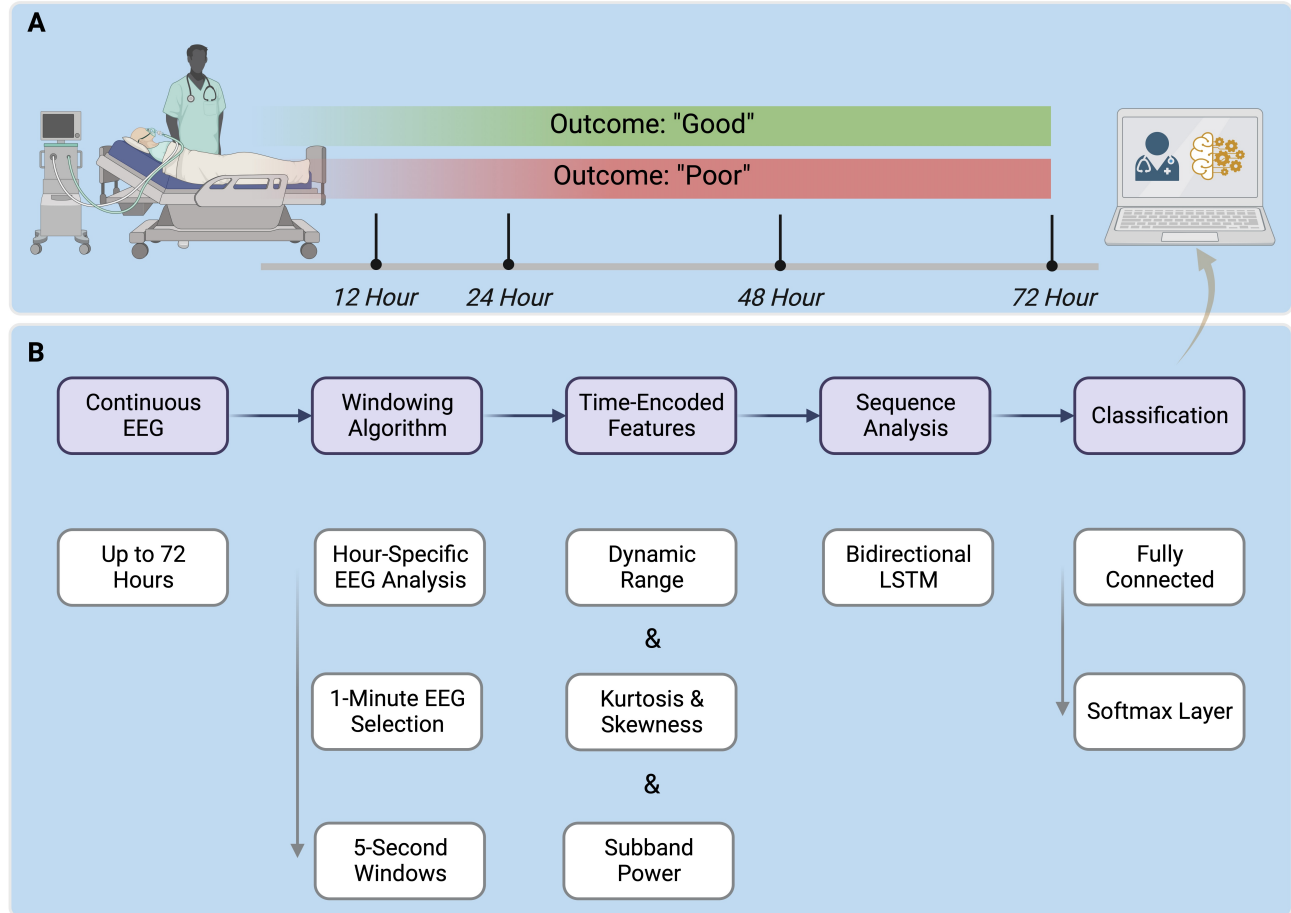 A
Outcome: "Good"
Outcome: "Poor"
12 Hour
24 Hour
48 Hour
72 Hour
B
Continuous
EEG
Windowing
Algorithm
Time-Encoded
Features
Sequence
Analysis
Classification
Up to 72
Hours
Hour-Specific
EEG Analysis
1-Minute EEG
Selection
5-Second
Windows
Dynamic
Range
&
Kurtosis &
Skewness
&
Subband
Power
Bidirectional
LSTM
Fully
Connected
Softmax Layer